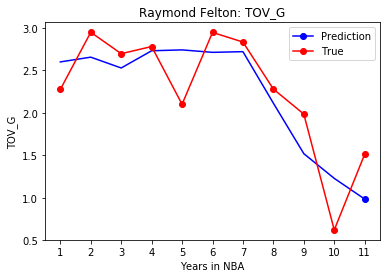 Raymond Felton: TOV_G
Prediction
True
3.0
2.5
2.0
1.5
1.0
0.5
TOV_G
1 2 3 4 5 6 7 8 9 10 11
Years in NBA